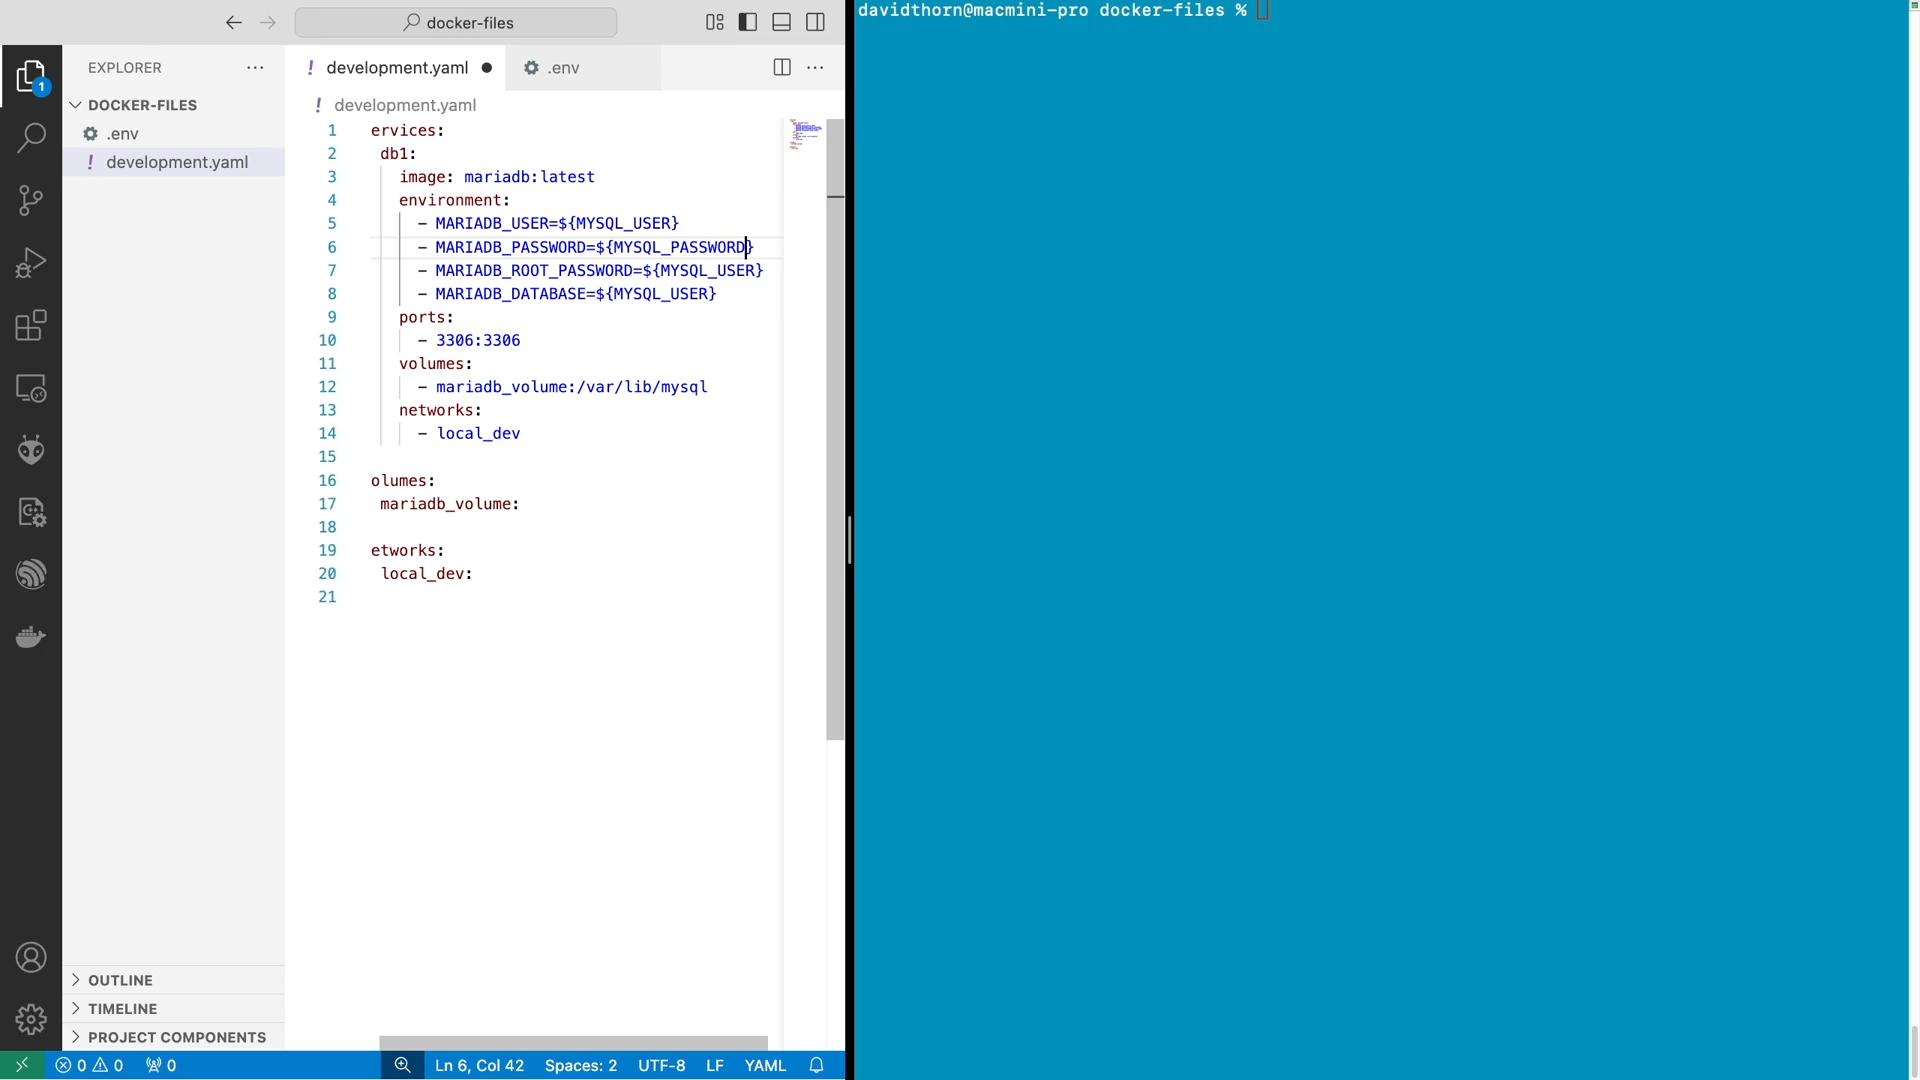 docker-files
davidthorn@macmini-pro docker-files %
EXPLORER
DOCKER-FILES
.env
! development.yaml
1
! development.yaml
.env
! development.yaml
1 ervices:
2 db1:
3 image: mariadb:latest
4 environment:
5 - MARIADB_USER=${MYSQL_USER}
6 - MARIADB_PASSWORD=${MYSQL_PASSWORD}
7 - MARIADB_ROOT_PASSWORD=${MYSQL_USER}
8 - MARIADB_DATABASE=${MYSQL_USER}
9 ports:
10 - 3306:3306
11 volumes:
12 - mariadb_volume:/var/lib/mysql
13 networks:
14 - local_dev
15
16 olumes:
17 mariadb_volume:
18
19 etworks:
20 local_dev:
21
OUTLINE
TIMELINE
PROJECT COMPONENTS
0 0 0 Ln 6, Col 42 Spaces: 2 UTF-8 LF YAML